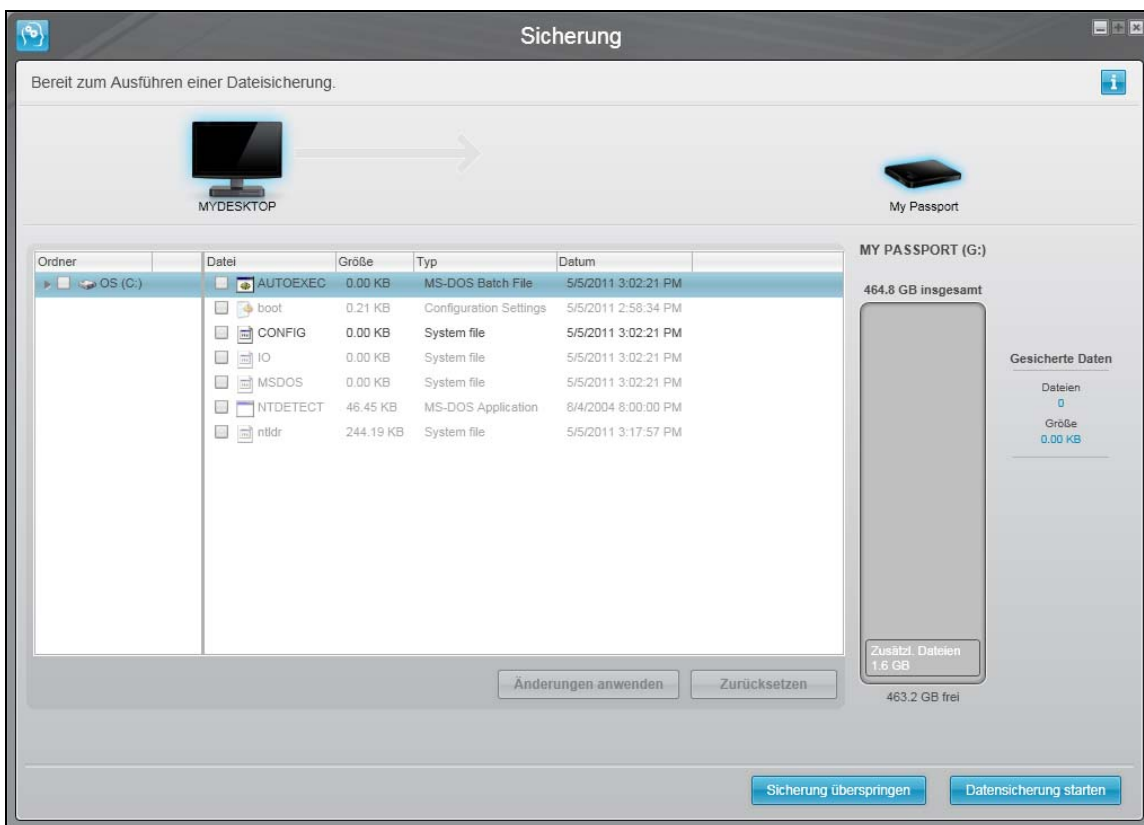 Sicherung
Bereit zum Ausführen einer Dateisicherung.
i
MYDESKTOP
My Passport
Ordner Datei Größe Typ Datum
OS (C:) AUTOEXEC 0.00 KB MS-DOS Batch File 5/5/2011 3:02:21 PM
boot 0.21 KB Configuration Settings 5/5/2011 2:58:34 PM
CONFIG 0.00 KB System file 5/5/2011 3:02:21 PM
IO 0.00 KB System file 5/5/2011 3:02:21 PM
MSDOS 0.00 KB System file 5/5/2011 3:02:21 PM
NTDETECT 46.45 KB MS-DOS Application 8/4/2004 8:00:00 PM
ntldr 244.19 KB System file 5/5/2011 3:17:57 PM
Änderungen anwenden Zurücksetzen
MY PASSPORT (G:)
464.8 GB insgesamt
Zusätzl. Dateien
1.6 GB
463.2 GB frei
Gesicherte Daten
Dateien
0
Größe
0.00 KB
Sicherung überspringen Datensicherung starten